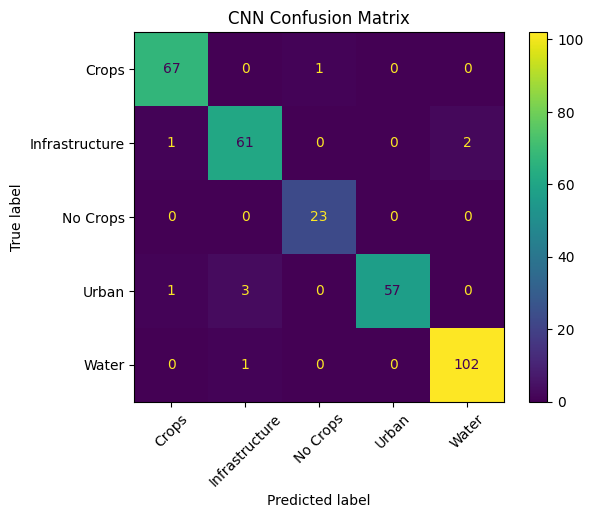 CNN Confusion Matrix
True label
Crops 67 0 1 0 0
Infrastructure 1 61 0 0 2
No Crops 0 0 23 0 0
Urban 1 3 0 57 0
Water 0 1 0 0 102
Crops Infrastructure No Crops Urban Water
Predicted label
100
80
60
40
20
0